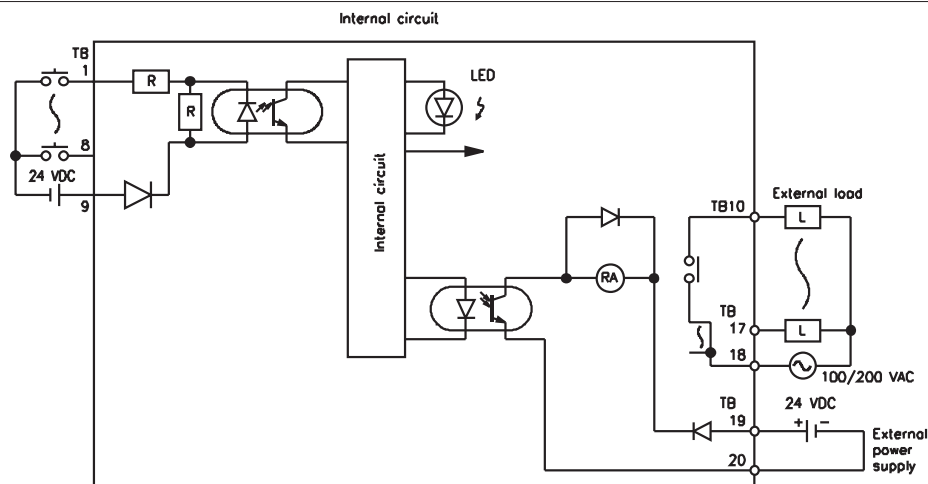 Internal circuit
TB
1
R
R
8
24 VDC
9
LED
Internal circuit
External load
TB10
L
RA
TB
17
L
18
100/200 VAC
TB
24 VDC
19
+
−
External
power
supply
20